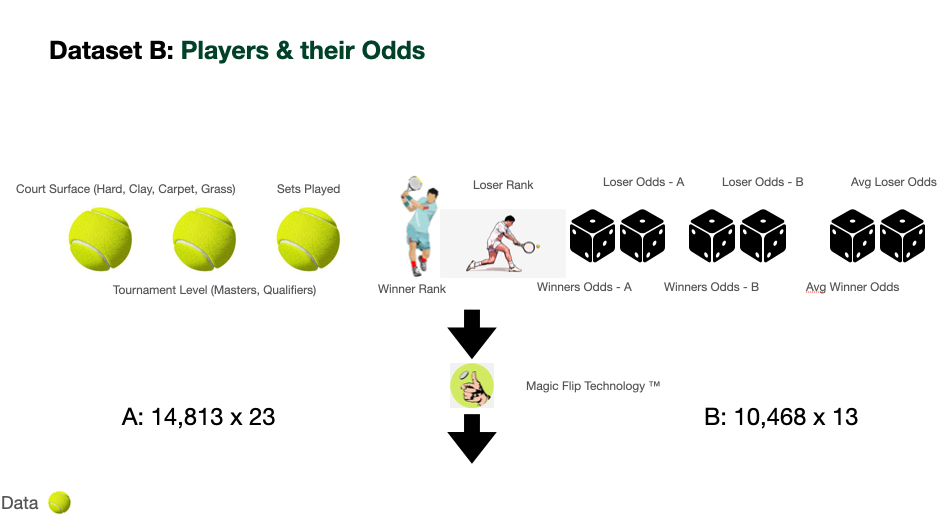 Dataset B: Players & their Odds
Court Surface (Hard, Clay, Carpet, Grass)
Sets Played
Loser Rank
Loser Odds - A
Loser Odds - B
Avg Loser Odds
Tournament Level (Masters, Qualifiers)
Winner Rank
Winners Odds - A
Winners Odds - B
Avg Winner Odds
Magic Flip Technology ™
A: 14,813 x 23
B: 10,468 x 13
Data